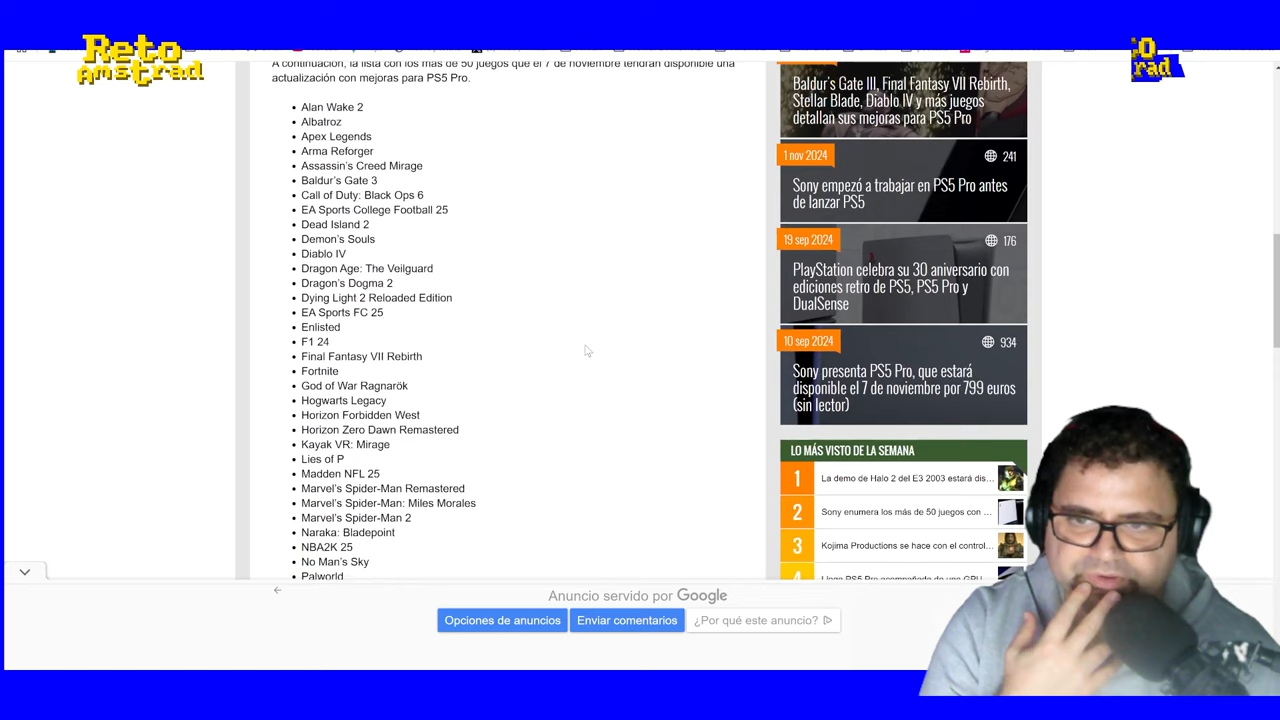 Reto
Amstrad
O
rad
A continuación, la lista con los más de 50 juegos que el 7 de noviembre tendrán disponible una
actualización con mejoras para PS5 Pro.
• Alan Wake 2
• Albatroz
• Apex Legends
• Arma Reforger
• Assassin's Creed Mirage
• Baldur's Gate 3
• Call of Duty: Black Ops 6
• EA Sports College Football 25
• Dead Island 2
• Demon's Souls
• Diablo IV
• Dragon Age: The Veilguard
• Dragon's Dogma 2
• Dying Light 2 Reloaded Edition
• EA Sports FC 25
• Enlisted
• F1 24
• Final Fantasy VII Rebirth
• Fortnite
• God of War Ragnarök
• Hogwarts Legacy
• Horizon Forbidden West
• Horizon Zero Dawn Remastered
• Kayak VR: Mirage
• Lies of P
• Madden NFL 25
• Marvel's Spider-Man Remastered
• Marvel's Spider-Man: Miles Morales
• Marvel's Spider-Man 2
• Naraka: Bladepoint
• NBA2K 25
• No Man's Sky
• Palworld
Baldur's Gate III, Final Fantasy VII Rebirth,
Stellar Blade, Diablo IV y más juegos
detallan sus mejoras para PS5 Pro
1 nov 2024
241
Sony empezó a trabajar en PS5 Pro antes
de lanzar PS5
19 sep 2024
176
PlayStation celebra su 30 aniversario con
ediciones retro de PS5, PS5 Pro y
DualSense
10 sep 2024
934
Sony presenta PS5 Pro, que estará
disponible el 7 de noviembre por 799 euros
(sin lector)
LO MÁS VISTO DE LA SEMANA
1 La demo de Halo 2 del E3 2003 estará dis...
2 Sony enumera los más de 50 juegos con ...
3 Kojima Productions se hace con el control...
4 Llega PS5 Pro acompañada de una GPU
Anuncio servido por Google
Opciones de anuncios
Enviar comentarios
¿Por qué este anuncio?